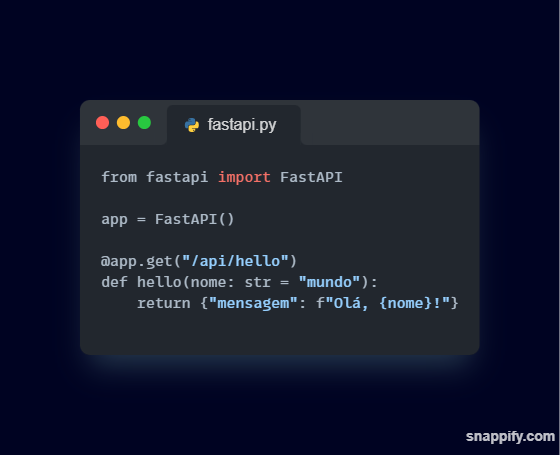 fastapi.py
from fastapi import FastAPI
app = FastAPI()
@app.get("/api/hello")
def hello(nome: str = "mundo"):
    return {"mensagem": f"Olá, {nome}!"}
snappify.com